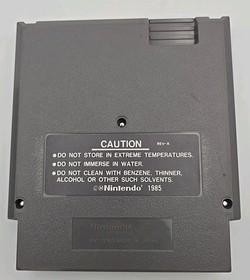 CAUTION REV-A
●DO NOT STORE IN EXTREME TEMPERATURES.
●DO NOT IMMERSE IN WATER.
●DO NOT CLEAN WITH BENZENE, THINNER,
ALCOHOL OR OTHER SUCH SOLVENTS.
©Nintendo® 1985
Nintendo